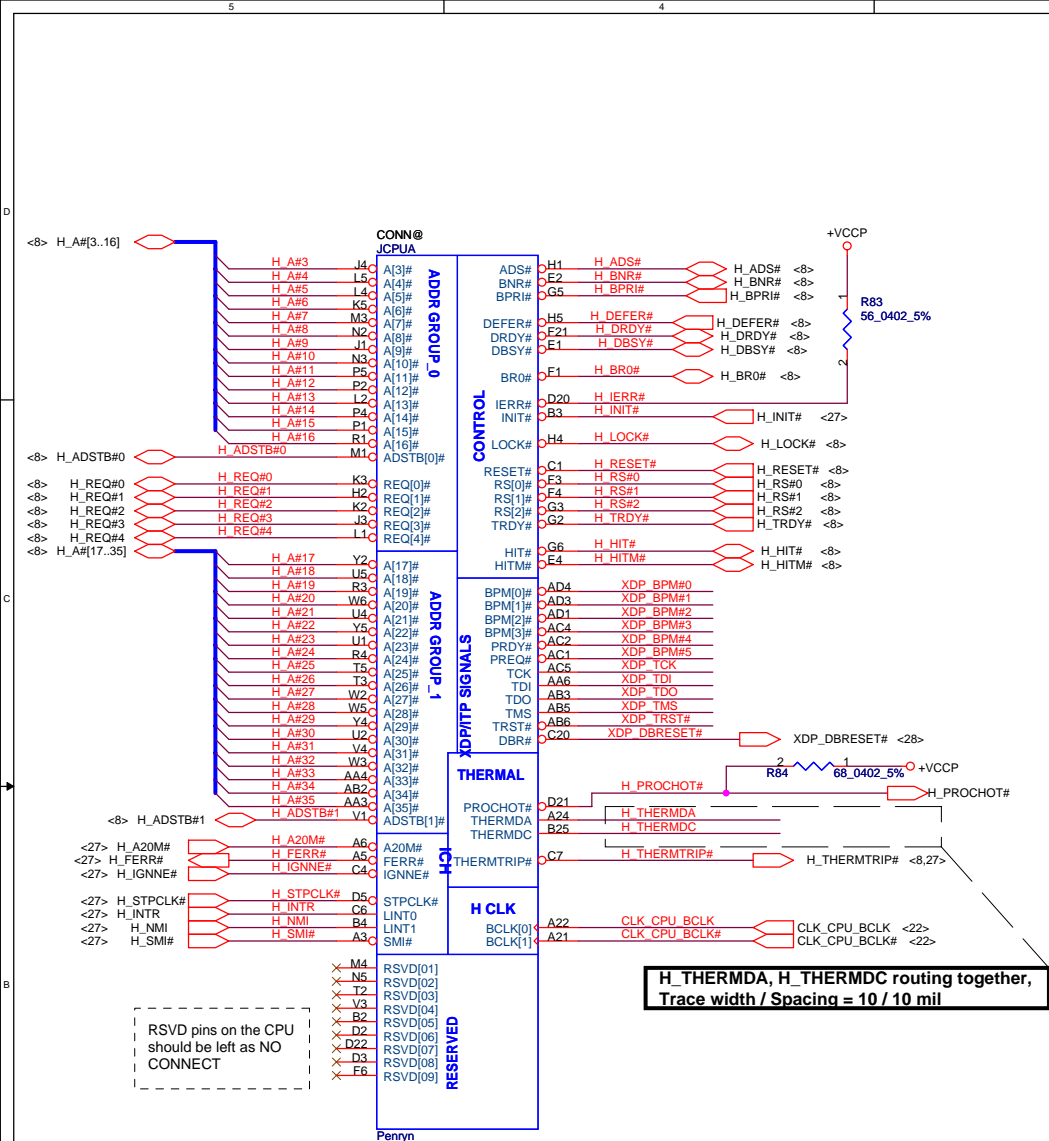 5 4
D
C
B
CONN@
JCPUA
<8> H_A#[3..16]
H_A#3 J4 A[3]#
H_A#4 L5 A[4]#
H_A#5 L4 A[5]#
H_A#6 K5 A[6]#
H_A#7 M3 A[7]#
H_A#8 N2 A[8]#
H_A#9 J1 A[9]#
H_A#10 N3 A[10]#
H_A#11 P5 A[11]#
H_A#12 P2 A[12]#
H_A#13 L2 A[13]#
H_A#14 P4 A[14]#
H_A#15 P1 A[15]#
H_A#16 R1 A[16]#
<8> H_ADSTB#0 H_ADSTB#0 M1 ADSTB[0]#
<8> H_REQ#0 H_REQ#0 K3 REQ[0]#
<8> H_REQ#1 H_REQ#1 H2 REQ[1]#
<8> H_REQ#2 H_REQ#2 K2 REQ[2]#
<8> H_REQ#3 H_REQ#3 J3 REQ[3]#
<8> H_REQ#4 H_REQ#4 L1 REQ[4]#
ADDR GROUP_0
<8> H_A#[17..35]
H_A#17 Y2 A[17]#
H_A#18 U5 A[18]#
H_A#19 R3 A[19]#
H_A#20 W6 A[20]#
H_A#21 U4 A[21]#
H_A#22 Y5 A[22]#
H_A#23 U1 A[23]#
H_A#24 R4 A[24]#
H_A#25 T5 A[25]#
H_A#26 T3 A[26]#
H_A#27 W2 A[27]#
H_A#28 W5 A[28]#
H_A#29 Y4 A[29]#
H_A#30 U2 A[30]#
H_A#31 V4 A[31]#
H_A#32 W3 A[32]#
H_A#33 AA4 A[33]#
H_A#34 AB2 A[34]#
H_A#35 AA3 A[35]#
<8> H_ADSTB#1 H_ADSTB#1 V1 ADSTB[1]#
ADDR GROUP_1
<27> H_A20M# H_A20M# A6 A20M#
<27> H_FERR# H_FERR# A5 FERR#
<27> H_IGNNE# H_IGNNE# C4 IGNNE#
<27> H_STPCLK# H_STPCLK# D5 STPCLK#
<27> H_INTR H_INTR C6 LINT0
<27> H_NMI H_NMI B4 LINT1
<27> H_SMI# H_SMI# A3 SMI#
ICH
M4 RSVD[01]
N5 RSVD[02]
T2 RSVD[03]
V3 RSVD[04]
B2 RSVD[05]
D2 RSVD[06]
D22 RSVD[07]
D3 RSVD[08]
F6 RSVD[09]
RESERVED
RSVD pins on the CPU
should be left as NO
CONNECT
Penryn
CONTROL
ADS# H1 H_ADS# H_ADS# <8>
BNR# E2 H_BNR# H_BNR# <8>
BPRI# G5 H_BPRI# H_BPRI# <8>
DEFER# H5 H_DEFER# H_DEFER# <8>
DRDY# F21 H_DRDY# H_DRDY# <8>
DBSY# E1 H_DBSY# H_DBSY# <8>
BR0# F1 H_BR0# H_BR0# <8>
IERR# D20 H_IERR#
INIT# B3 H_INIT# H_INIT# <27>
LOCK# H4 H_LOCK# H_LOCK# <8>
RESET# C1 H_RESET# H_RESET# <8>
RS[0]# F3 H_RS#0 H_RS#0 <8>
RS[1]# F4 H_RS#1 H_RS#1 <8>
RS[2]# G3 H_RS#2 H_RS#2 <8>
TRDY# G2 H_TRDY# H_TRDY# <8>
HIT# G6 H_HIT# H_HIT# <8>
HITM# E4 H_HITM# H_HITM# <8>
+VCCP
1
R83
56_0402_5%
2
XDP/ITP SIGNALS
BPM[0]# AD4 XDP_BPM#0
BPM[1]# AD3 XDP_BPM#1
BPM[2]# AD1 XDP_BPM#2
BPM[3]# AC4 XDP_BPM#3
PRDY# AC2 XDP_BPM#4
PREQ# AC1 XDP_BPM#5
TCK AC5 XDP_TCK
TDI AA6 XDP_TDI
TDO AB3 XDP_TDO
TMS AB5 XDP_TMS
TRST# AB6 XDP_TRST#
DBR# C20 XDP_DBRESET# XDP_DBRESET# <28>
THERMAL
2 1 +VCCP
R84 68_0402_5%
PROCHOT# D21 H_PROCHOT# H_PROCHOT#
THERMDA A24 H_THERMDA
THERMDC B25 H_THERMDC
THERMTRIP# C7 H_THERMTRIP# H_THERMTRIP# <8,27>
H CLK
BCLK[0] A22 CLK_CPU_BCLK CLK_CPU_BCLK <22>
BCLK[1] A21 CLK_CPU_BCLK# CLK_CPU_BCLK# <22>
H_THERMDA, H_THERMDC routing together,
Trace width / Spacing = 10 / 10 mil